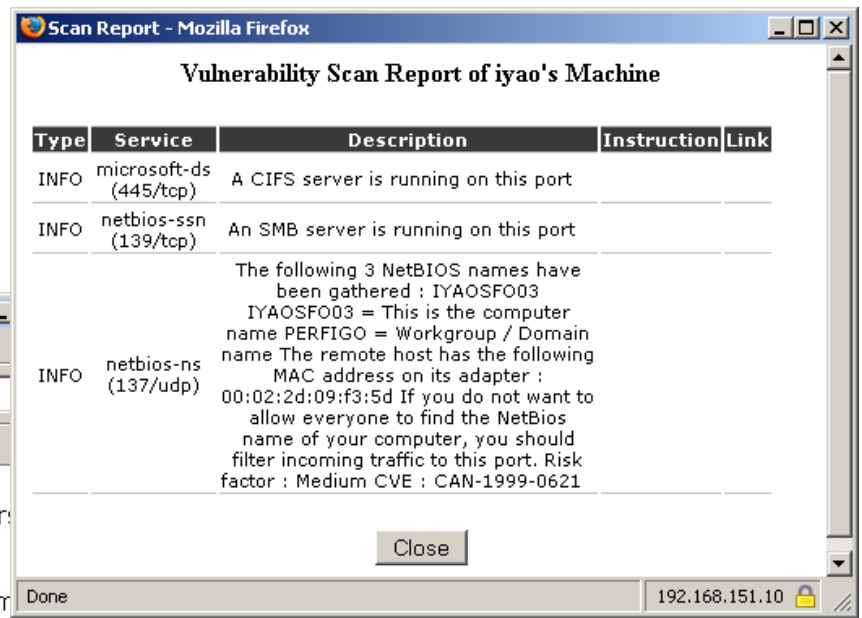 Scan Report - Mozilla Firefox
Vulnerability Scan Report of iyao's Machine
Type Service Description Instruction Link
INFO microsoft-ds (445/tcp) A CIFS server is running on this port
INFO netbios-ssn (139/tcp) An SMB server is running on this port
INFO netbios-ns (137/udp)
The following 3 NetBIOS names have
been gathered : IYAOSFO03
IYAOSFO03 = This is the computer
name PERFIGO = Workgroup / Domain
name The remote host has the following
MAC address on its adapter :
00:02:2d:09:f3:5d If you do not want to
allow everyone to find the NetBios
name of your computer, you should
filter incoming traffic to this port. Risk
factor : Medium CVE : CAN-1999-0621
Close
Done 192.168.151.10